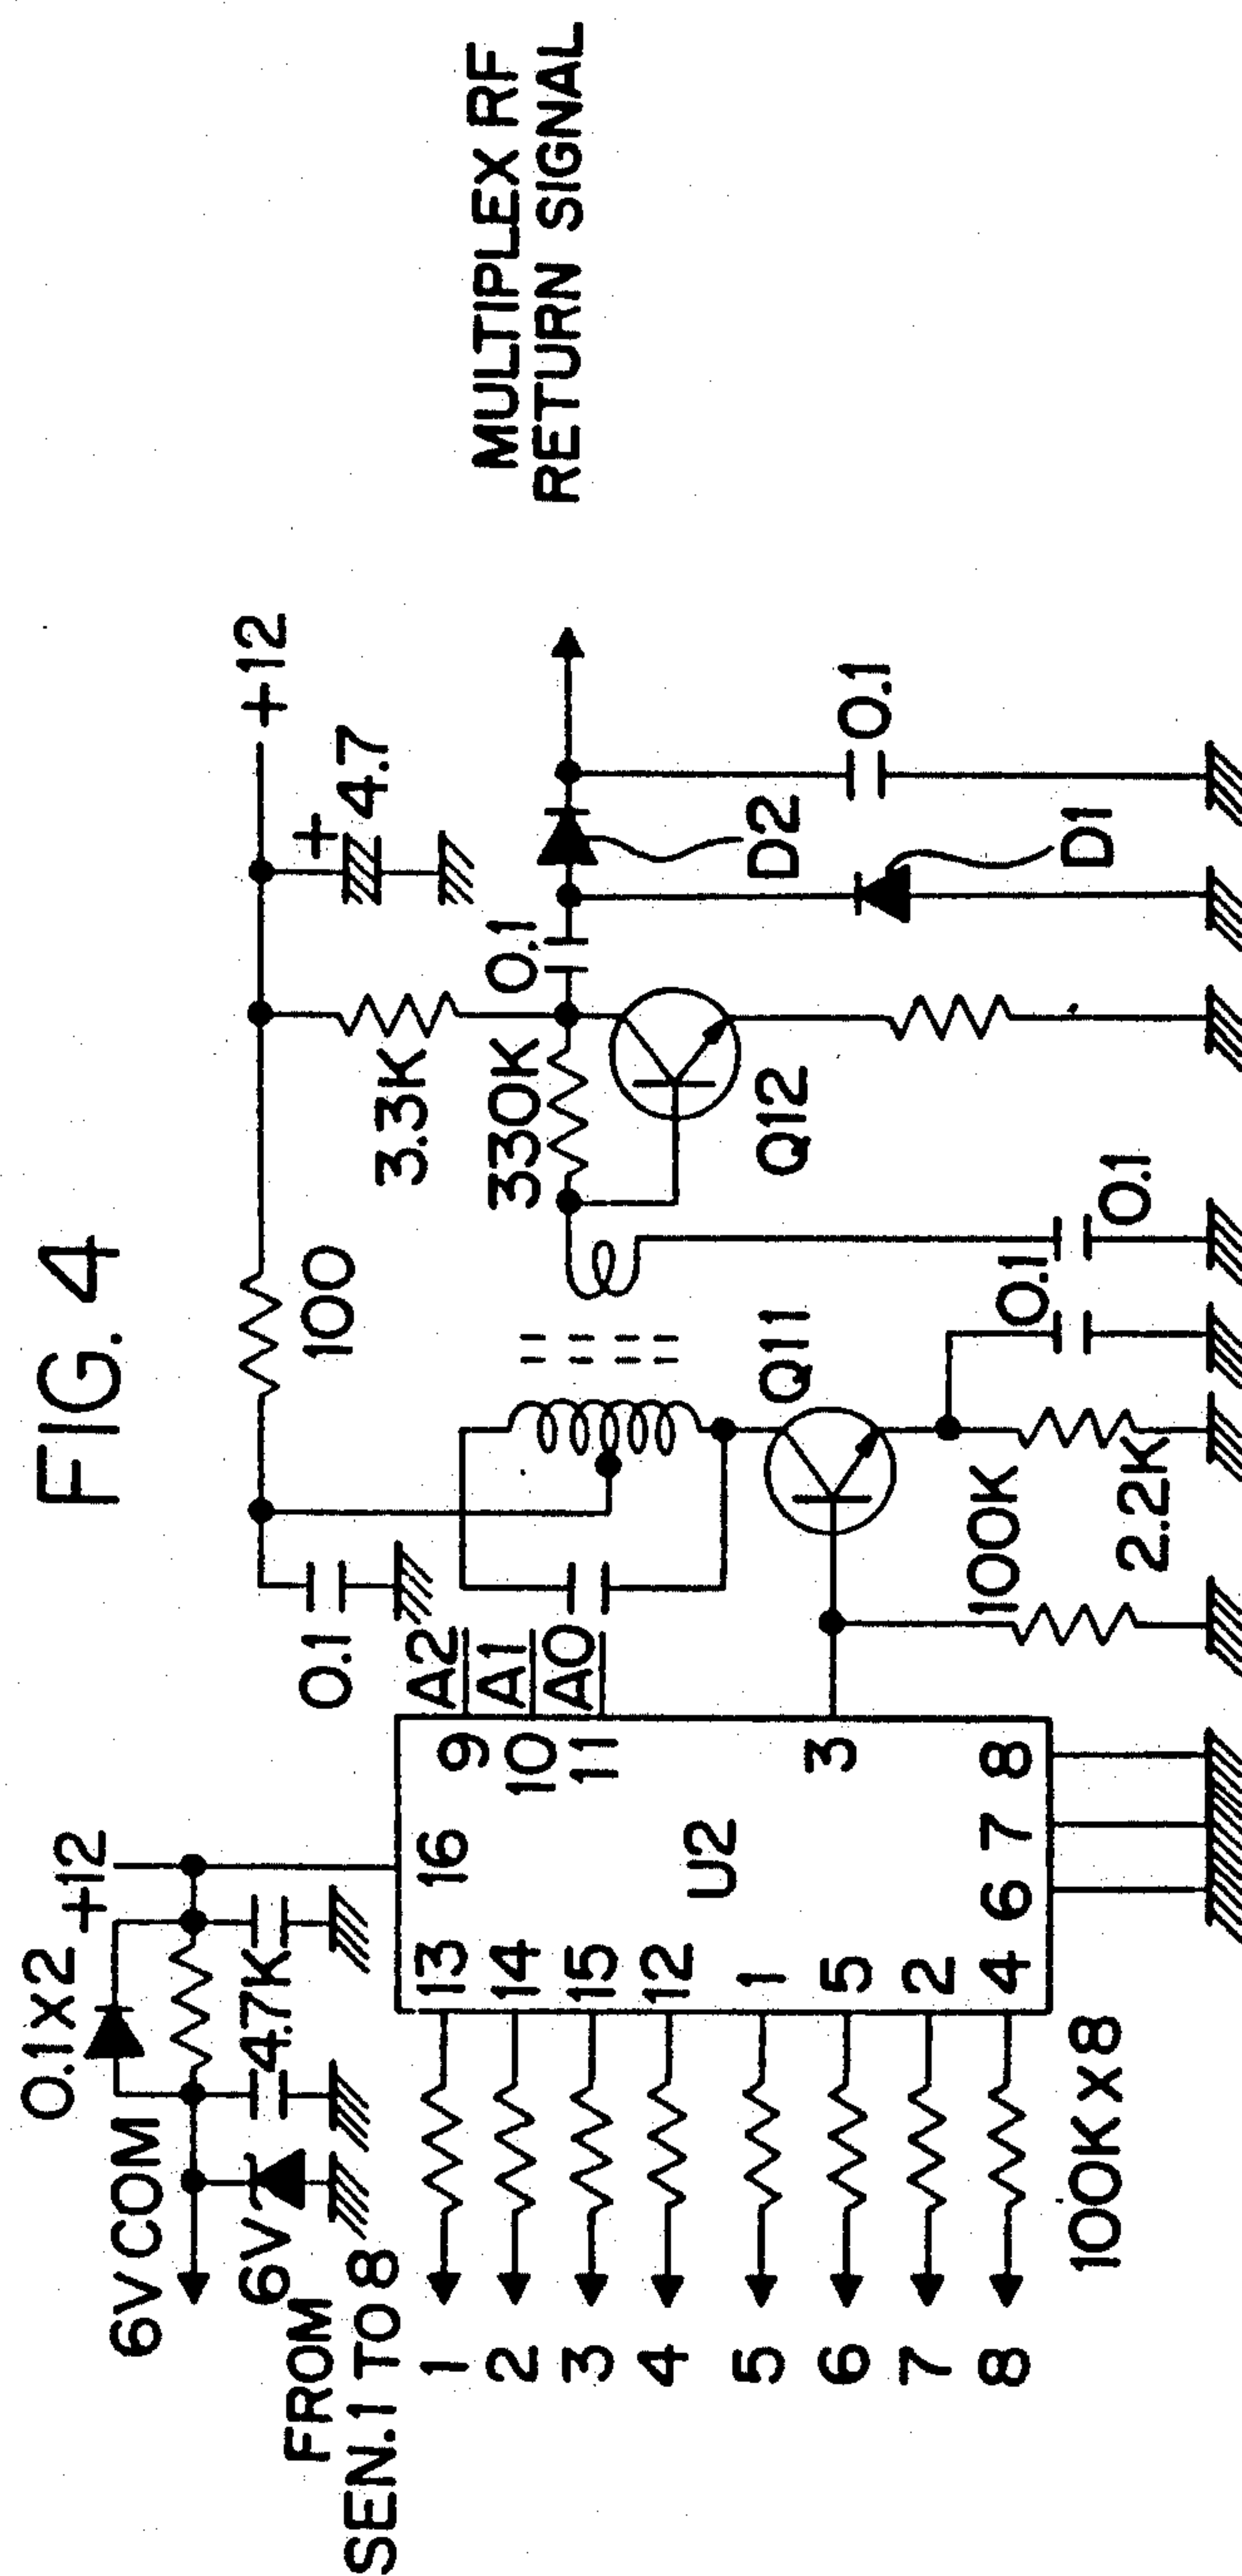 FIG. 4
0.1 X 2
+12
6V COM
4.7K
6V
FROM
SEN. 1 TO 8
1
2
3
4
5
6
7
8
100K X 8
13
14
15
12
1
5
2
4
16
U2
6
7
8
9
10
11
3
A2
A1
A0
0.1
100
+12
+
4.7
3.3K
330K
0.1
Q11
Q12
100K
2.2K
0.1
0.1
D2
D1
0.1
MULTIPLEX RF
RETURN SIGNAL